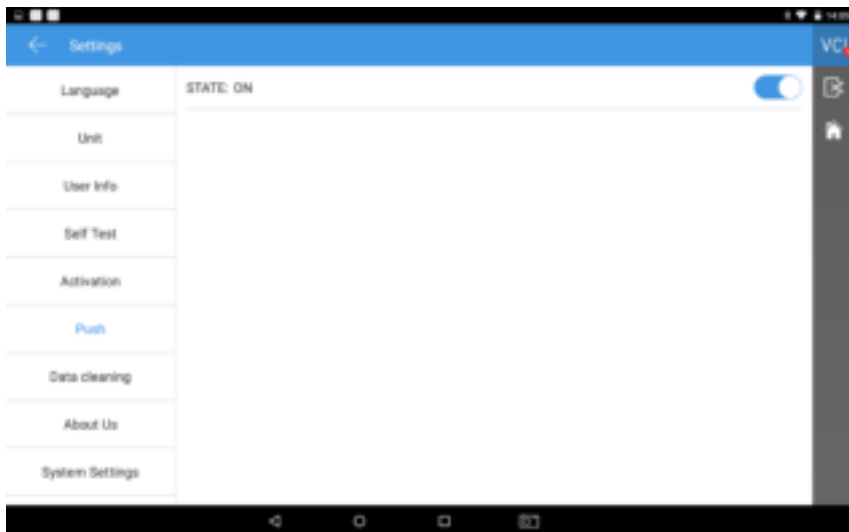 Settings
VCI
Language
STATE: ON
Unit
User Info
Self Test
Activation
Push
Data cleaning
About Us
System Settings